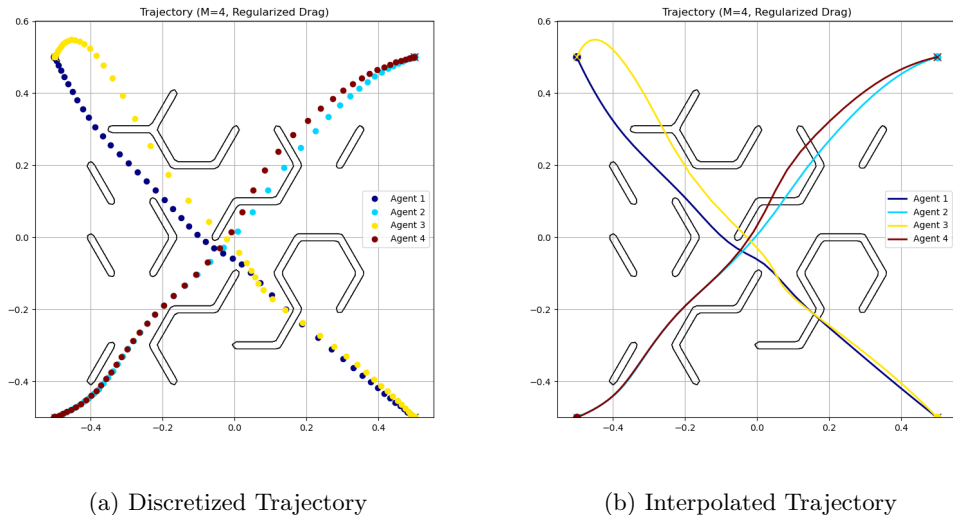 Trajectory (M=4, Regularized Drag)
0.6
0.4
0.2
0.0
−0.2
−0.4
−0.4
−0.2
0.0
0.2
0.4
Agent 1
Agent 2
Agent 3
Agent 4
(a) Discretized Trajectory
Trajectory (M=4, Regularized Drag)
0.6
0.4
0.2
0.0
−0.2
−0.4
−0.4
−0.2
0.0
0.2
0.4
Agent 1
Agent 2
Agent 3
Agent 4
(b) Interpolated Trajectory